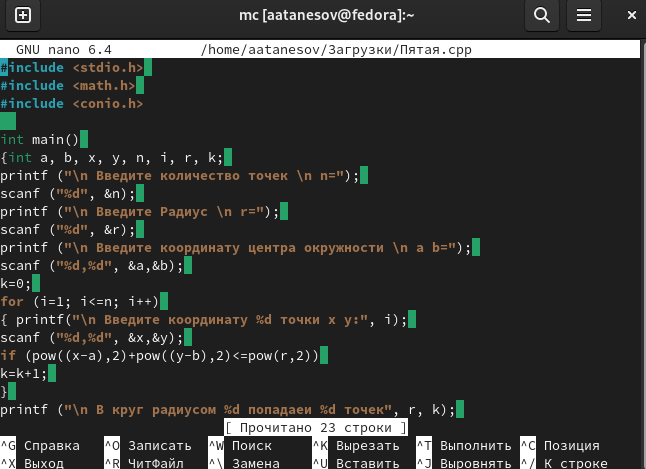 mc [aatanesov@fedora]:~
GNU nano 6.4 /home/aatanesov/Загрузки/Пятая.cpp
#include <stdio.h>
#include <math.h>
#include <conio.h>
int main()
{int a, b, x, y, n, i, r, k;
printf ("\n Введите количество точек \n n=");
scanf ("%d", &n);
printf ("\n Введите Радиус \n r=");
scanf ("%d", &r);
printf ("\n Введите координату центра окружности \n a b=");
scanf ("%d,%d", &a,&b);
k=0;
for (i=1; i<=n; i++)
{ printf("\n Введите координату %d точки x y:", i);
scanf ("%d,%d", &x,&y);
if (pow((x-a),2)+pow((y-b),2)<=pow(r,2))
k=k+1;
}
printf ("\n В круг радиусом %d попадаеи %d точек", r, k);
[ Прочитано 23 строки ]
^G Справка ^O Записать ^W Поиск ^K Вырезать ^T Выполнить ^C Позиция
^X Выход ^R ЧитФайл ^\ Замена ^U Вставить ^J Выровнять ^/ К строке